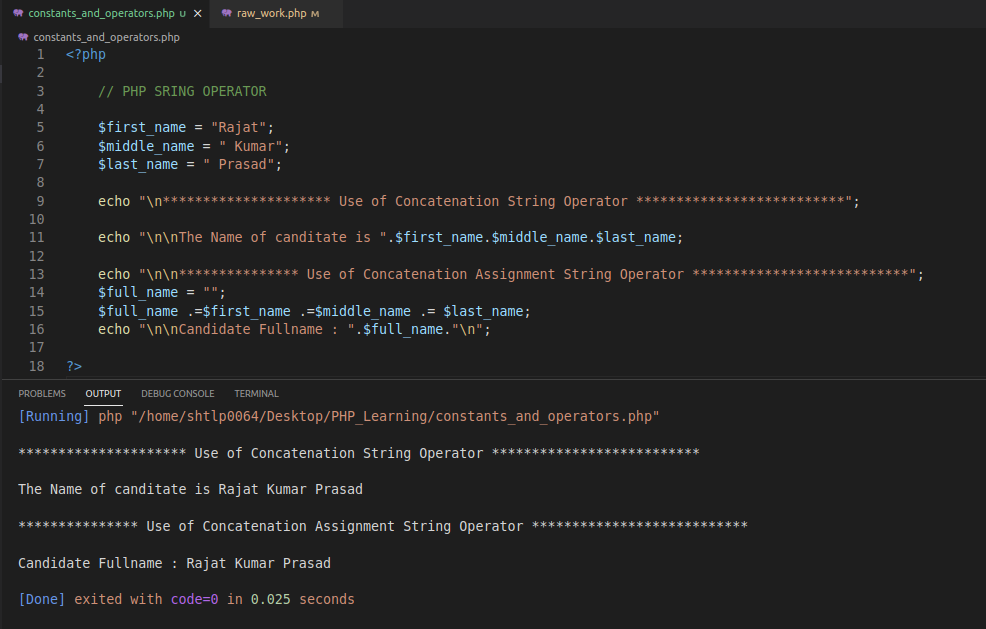 constants_and_operators.php U × raw_work.php M
constants_and_operators.php
1 <?php
2
3 // PHP SRING OPERATOR
4
5 $first_name = "Rajat";
6 $middle_name = " Kumar";
7 $last_name = " Prasad";
8
9 echo "\n********************* Use of Concatenation String Operator **************************";
10
11 echo "\n\nThe Name of canditate is ".$first_name.$middle_name.$last_name;
12
13 echo "\n\n*************** Use of Concatenation Assignment String Operator ***************************";
14 $full_name = "";
15 $full_name .=$first_name .=$middle_name .= $last_name;
16 echo "\n\nCandidate Fullname : ".$full_name."\n";
17
18 ?>
PROBLEMS OUTPUT DEBUG CONSOLE TERMINAL
[Running] php "/home/shtlp0064/Desktop/PHP_Learning/constants_and_operators.php"
********************* Use of Concatenation String Operator **************************
The Name of canditate is Rajat Kumar Prasad
*************** Use of Concatenation Assignment String Operator ***************************
Candidate Fullname : Rajat Kumar Prasad
[Done] exited with code=0 in 0.025 seconds